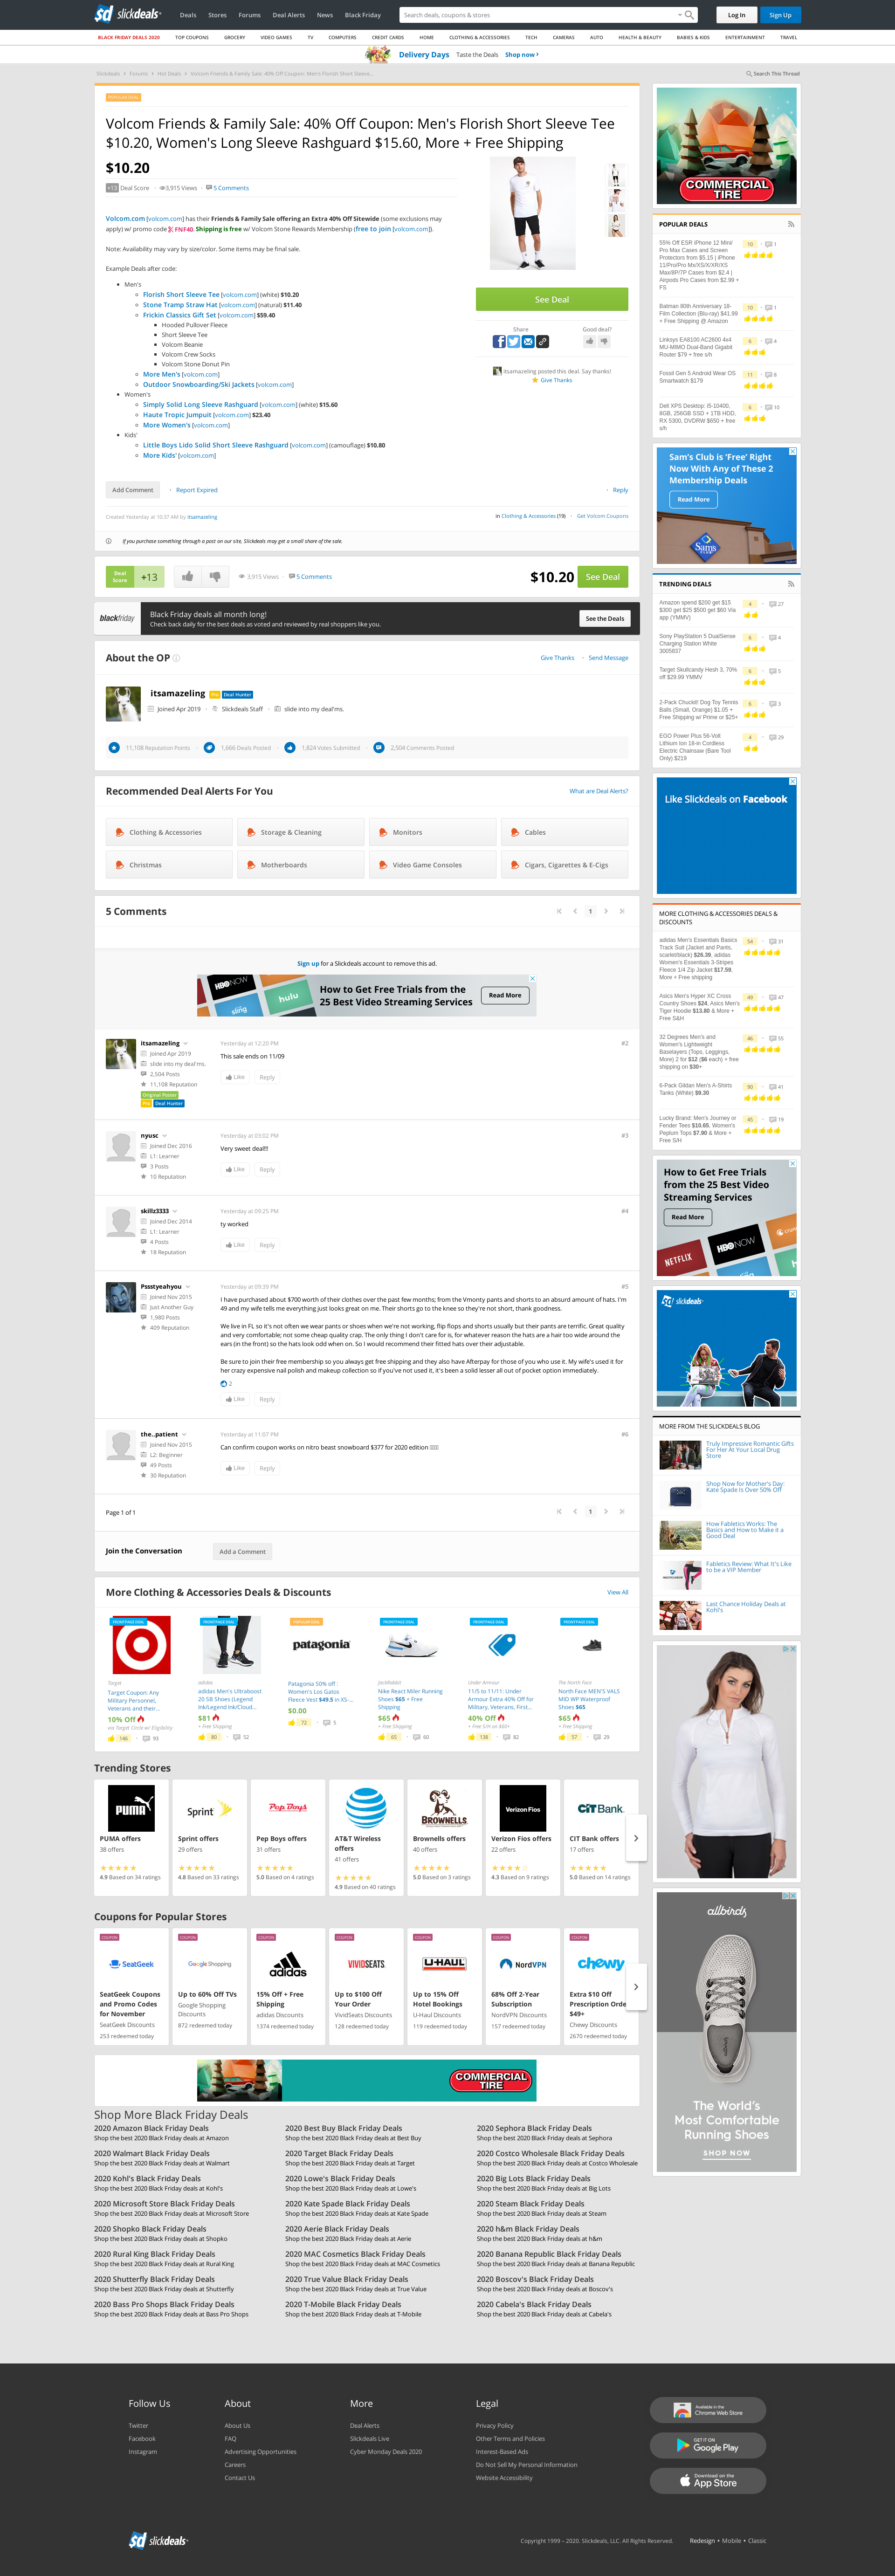 slickdeals
Deals
Stores
Forums
Deal Alerts
News
Black Friday
Search deals, coupons & stores
Log In
Sign Up
BLACK FRIDAY DEALS 2020
TOP COUPONS
GROCERY
VIDEO GAMES
TV
COMPUTERS
CREDIT CARDS
HOME
CLOTHING & ACCESSORIES
TECH
CAMERAS
AUTO
HEALTH & BEAUTY
BABIES & KIDS
ENTERTAINMENT
TRAVEL
Delivery Days Taste the Deals Shop now
Slickdeals Forums Hot Deals Volcom Friends & Family Sale: 40% Off Coupon: Men's Florish Short Sleeve...
Search This Thread
POPULAR DEAL
Volcom Friends & Family Sale: 40% Off Coupon: Men's Florish Short Sleeve Tee
$10.20, Women's Long Sleeve Rashguard $15.60, More + Free Shipping
$10.20
+13 Deal Score 3,915 Views 5 Comments
Volcom.com [volcom.com] has their Friends & Family Sale offering an Extra 40% Off Sitewide (some exclusions may
apply) w/ promo code FNF40. Shipping is free w/ Volcom Stone Rewards Membership (free to join [volcom.com]).
Note: Availability may vary by size/color. Some items may be final sale.
Example Deals after code:
Men's
Florish Short Sleeve Tee [volcom.com] (white) $10.20
Stone Tramp Straw Hat [volcom.com] (natural) $11.40
Frickin Classics Gift Set [volcom.com] $59.40
Hooded Pullover Fleece
Short Sleeve Tee
Volcom Beanie
Volcom Crew Socks
Volcom Stone Donut Pin
More Men's [volcom.com]
Outdoor Snowboarding/Ski Jackets [volcom.com]
Women's
Simply Solid Long Sleeve Rashguard [volcom.com] (white) $15.60
Haute Tropic Jumpuit [volcom.com] $23.40
More Women's [volcom.com]
Kids'
Little Boys Lido Solid Short Sleeve Rashguard [volcom.com] (camouflage) $10.80
More Kids' [volcom.com]
See Deal
Share
Good deal?
itsamazeling posted this deal. Say thanks!
Give Thanks
Add Comment
Report Expired
Reply
Created Yesterday at 10:37 AM by itsamazeling
in Clothing & Accessories (19)
Get Volcom Coupons
If you purchase something through a post on our site, Slickdeals may get a small share of the sale.
Deal Score +13
3,915 Views 5 Comments
$10.20
See Deal
blackfriday
Black Friday deals all month long!
Check back daily for the best deals as voted and reviewed by real shoppers like you.
See the Deals
About the OP
Give Thanks
Send Message
itsamazeling Pro Deal Hunter
Joined Apr 2019 Slickdeals Staff slide into my deal'ms.
11,108 Reputation Points 1,666 Deals Posted 1,824 Votes Submitted 2,504 Comments Posted
Recommended Deal Alerts For You
What are Deal Alerts?
Clothing & Accessories
Storage & Cleaning
Monitors
Cables
Christmas
Motherboards
Video Game Consoles
Cigars, Cigarettes & E-Cigs
5 Comments
1
Sign up for a Slickdeals account to remove this ad.
HBO NOW
hulu
How to Get Free Trials from the
25 Best Video Streaming Services
Read More
itsamazeling
Joined Apr 2019
slide into my deal'ms.
2,504 Posts
11,108 Reputation
Original Poster
Pro Deal Hunter
Yesterday at 12:20 PM
#2
This sale ends on 11/09
Like Reply
nyusc
Joined Dec 2016
L1: Learner
3 Posts
10 Reputation
Yesterday at 03:02 PM
#3
Very sweet deal!!!
Like Reply
skillz3333
Joined Dec 2014
L1: Learner
4 Posts
18 Reputation
Yesterday at 09:25 PM
#4
ty worked
Like Reply
Pssstyeahyou
Joined Nov 2015
Just Another Guy
1,980 Posts
409 Reputation
Yesterday at 09:39 PM
#5
I have purchased about $700 worth of their clothes over the past few months; from the Vmonty pants and shorts to an absurd amount of hats. I'm
49 and my wife tells me everything just looks great on me. Their shorts go to the knee so they're not short, thank goodness.
We live in FL so it's not often we wear pants or shoes when we're not working, flip flops and shorts usually but their pants are terrific. Great quality
and very comfortable; not some cheap quality crap. The only thing I don't care for is, for whatever reason the hats are a hair too wide around the
ears (in the front) so the hats look odd when on. So I would recommend their fitted hats over their adjustable.
Be sure to join their free membership so you always get free shipping and they also have Afterpay for those of you who use it. My wife's used it for
her crazy expensive nail polish and makeup collection so if you've not used it, it's been a solid lesser all out of pocket option immediately.
2
Like Reply
the..patient
Joined Nov 2015
L2: Beginner
49 Posts
30 Reputation
Yesterday at 11:07 PM
#6
Can confirm coupon works on nitro beast snowboard $377 for 2020 edition
Like Reply
Page 1 of 1
1
Join the Conversation
Add a Comment
More Clothing & Accessories Deals & Discounts
View All
FRONTPAGE DEAL
Target
Target Coupon: Any
Military Personnel,
Veterans and their...
10% Off
via Target Circle w/ Eligibility
146 93
FRONTPAGE DEAL
adidas
adidas Men's Ultraboost
20 SB Shoes (Legend
Ink/Legend Ink/Cloud...
$81
+ Free Shipping
80 52
POPULAR DEAL
patagonia
Patagonia 50% off :
Women's Los Gatos
Fleece Vest $49.5 in XS-...
$0.00
72 5
FRONTPAGE DEAL
JackRabbit
Nike React Miler Running
Shoes $65 + Free
Shipping
$65
+ Free Shipping
65 60
FRONTPAGE DEAL
Under Armour
11/5 to 11/11: Under
Armour Extra 40% Off for
Military, Veterans, First...
40% Off
+ Free S/H on $60+
138 82
FRONTPAGE DEAL
The North Face
North Face MEN'S VALS
MID WP Waterproof
Shoes $65
$65
+ Free Shipping
57 29
Trending Stores
PUMA
PUMA offers
38 offers
4.9 Based on 34 ratings
Sprint
Sprint offers
29 offers
4.8 Based on 33 ratings
Pep Boys
Pep Boys offers
31 offers
5.0 Based on 4 ratings
AT&T
AT&T Wireless
offers
41 offers
4.9 Based on 40 ratings
BROWNELLS
Brownells offers
40 offers
5.0 Based on 3 ratings
Verizon Fios
Verizon Fios offers
22 offers
4.3 Based on 9 ratings
CIT Bank
CIT Bank offers
17 offers
5.0 Based on 14 ratings
Coupons for Popular Stores
COUPON
SeatGeek
SeatGeek Coupons
and Promo Codes
for November
SeatGeek Discounts
253 redeemed today
COUPON
Google Shopping
Up to 60% Off TVs
Google Shopping
Discounts
872 redeemed today
COUPON
adidas
15% Off + Free
Shipping
adidas Discounts
1374 redeemed today
COUPON
VIVIDSEATS
Up to $100 Off
Your Order
VividSeats Discounts
128 redeemed today
COUPON
U-HAUL
Up to 15% Off
Hotel Bookings
U-Haul Discounts
119 redeemed today
COUPON
NordVPN
68% Off 2-Year
Subscription
NordVPN Discounts
157 redeemed today
COUPON
chewy
Extra $10 Off
Prescription Orde
$49+
Chewy Discounts
2670 redeemed today
COMMERCIAL TIRE
Shop More Black Friday Deals
2020 Amazon Black Friday Deals
Shop the best 2020 Black Friday deals at Amazon
2020 Best Buy Black Friday Deals
Shop the best 2020 Black Friday deals at Best Buy
2020 Sephora Black Friday Deals
Shop the best 2020 Black Friday deals at Sephora
2020 Walmart Black Friday Deals
Shop the best 2020 Black Friday deals at Walmart
2020 Target Black Friday Deals
Shop the best 2020 Black Friday deals at Target
2020 Costco Wholesale Black Friday Deals
Shop the best 2020 Black Friday deals at Costco Wholesale
2020 Kohl's Black Friday Deals
Shop the best 2020 Black Friday deals at Kohl's
2020 Lowe's Black Friday Deals
Shop the best 2020 Black Friday deals at Lowe's
2020 Big Lots Black Friday Deals
Shop the best 2020 Black Friday deals at Big Lots
2020 Microsoft Store Black Friday Deals
Shop the best 2020 Black Friday deals at Microsoft Store
2020 Kate Spade Black Friday Deals
Shop the best 2020 Black Friday deals at Kate Spade
2020 Steam Black Friday Deals
Shop the best 2020 Black Friday deals at Steam
2020 Shopko Black Friday Deals
Shop the best 2020 Black Friday deals at Shopko
2020 Aerie Black Friday Deals
Shop the best 2020 Black Friday deals at Aerie
2020 h&m Black Friday Deals
Shop the best 2020 Black Friday deals at h&m
2020 Rural King Black Friday Deals
Shop the best 2020 Black Friday deals at Rural King
2020 MAC Cosmetics Black Friday Deals
Shop the best 2020 Black Friday deals at MAC Cosmetics
2020 Banana Republic Black Friday Deals
Shop the best 2020 Black Friday deals at Banana Republic
2020 Shutterfly Black Friday Deals
Shop the best 2020 Black Friday deals at Shutterfly
2020 True Value Black Friday Deals
Shop the best 2020 Black Friday deals at True Value
2020 Boscov's Black Friday Deals
Shop the best 2020 Black Friday deals at Boscov's
2020 Bass Pro Shops Black Friday Deals
Shop the best 2020 Black Friday deals at Bass Pro Shops
2020 T-Mobile Black Friday Deals
Shop the best 2020 Black Friday deals at T-Mobile
2020 Cabela's Black Friday Deals
Shop the best 2020 Black Friday deals at Cabela's
COMMERCIAL TIRE
POPULAR DEALS
55% Off ESR iPhone 12 Mini/
Pro Max Cases and Screen
Protectors from $5.15 | iPhone
11/Pro/Pro Mx/XS/X/XR/XS
Max/8P/7P Cases from $2.4 |
Airpods Pro Cases from $2.99 +
FS
10 1
Batman 80th Anniversary 18-
Film Collection (Blu-ray) $41.99
+ Free Shipping @ Amazon
10 1
Linksys EA8100 AC2600 4x4
MU-MIMO Dual-Band Gigabit
Router $79 + free s/h
6 4
Fossil Gen 5 Android Wear OS
Smartwatch $179
11 8
Dell XPS Desktop: i5-10400,
8GB, 256GB SSD + 1TB HDD,
RX 5300, DVDRW $650 + free
s/h
6 10
Sam's Club is 'Free' Right
Now With Any of These 2
Membership Deals
Read More
Sam's
TRENDING DEALS
Amazon spend $200 get $15
$300 get $25 $500 get $60 Via
app (YMMV)
4 27
Sony PlayStation 5 DualSense
Charging Station White
3005837
6 4
Target Skullcandy Hesh 3, 70%
off $29.99 YMMV
6 5
2-Pack Chuckit! Dog Toy Tennis
Balls (Small, Orange) $1.05 +
Free Shipping w/ Prime or $25+
6 3
EGO Power Plus 56-Volt
Lithium Ion 18-in Cordless
Electric Chainsaw (Bare Tool
Only) $219
4 29
Like Slickdeals on Facebook
MORE CLOTHING & ACCESSORIES DEALS &
DISCOUNTS
adidas Men's Essentials Basics
Track Suit (Jacket and Pants,
scarlet/black) $26.39, adidas
Women's Essentials 3-Stripes
Fleece 1/4 Zip Jacket $17.59.
More + Free shipping
54 31
Asics Men's Hyper XC Cross
Country Shoes $24, Asics Men's
Tiger Hoodie $13.80 & More +
Free S&H
49 47
32 Degrees Men's and
Women's Lightweight
Baselayers (Tops, Leggings,
More) 2 for $12 ($6 each) + free
shipping on $30+
46 55
6-Pack Gildan Men's A-Shirts
Tanks (White) $9.30
90 41
Lucky Brand: Men's Journey or
Fender Tees $10.65, Women's
Peplum Tops $7.90 & More +
Free S/H
45 19
How to Get Free Trials
from the 25 Best Video
Streaming Services
Read More
NETFLIX
HBO NOW
slickdeals
MORE FROM THE SLICKDEALS BLOG
Truly Impressive Romantic Gifts
For Her At Your Local Drug
Store
Shop Now for Mother's Day:
Kate Spade Is Over 50% Off
How Fabletics Works: The
Basics and How to Make it a
Good Deal
Fabletics Review: What It's Like
to be a VIP Member
Last Chance Holiday Deals at
Kohl's
allbirds
The World's
Most Comfortable
Running Shoes
SHOP NOW
Follow Us
Twitter
Facebook
Instagram
About
About Us
FAQ
Advertising Opportunities
Careers
Contact Us
More
Deal Alerts
Slickdeals Live
Cyber Monday Deals 2020
Legal
Privacy Policy
Other Terms and Policies
Interest-Based Ads
Do Not Sell My Personal Information
Website Accessibility
Available in the
Chrome Web Store
GET IT ON
Google Play
Download on the
App Store
slickdeals
Copyright 1999 - 2020. Slickdeals, LLC. All Rights Reserved.
Redesign • Mobile • Classic